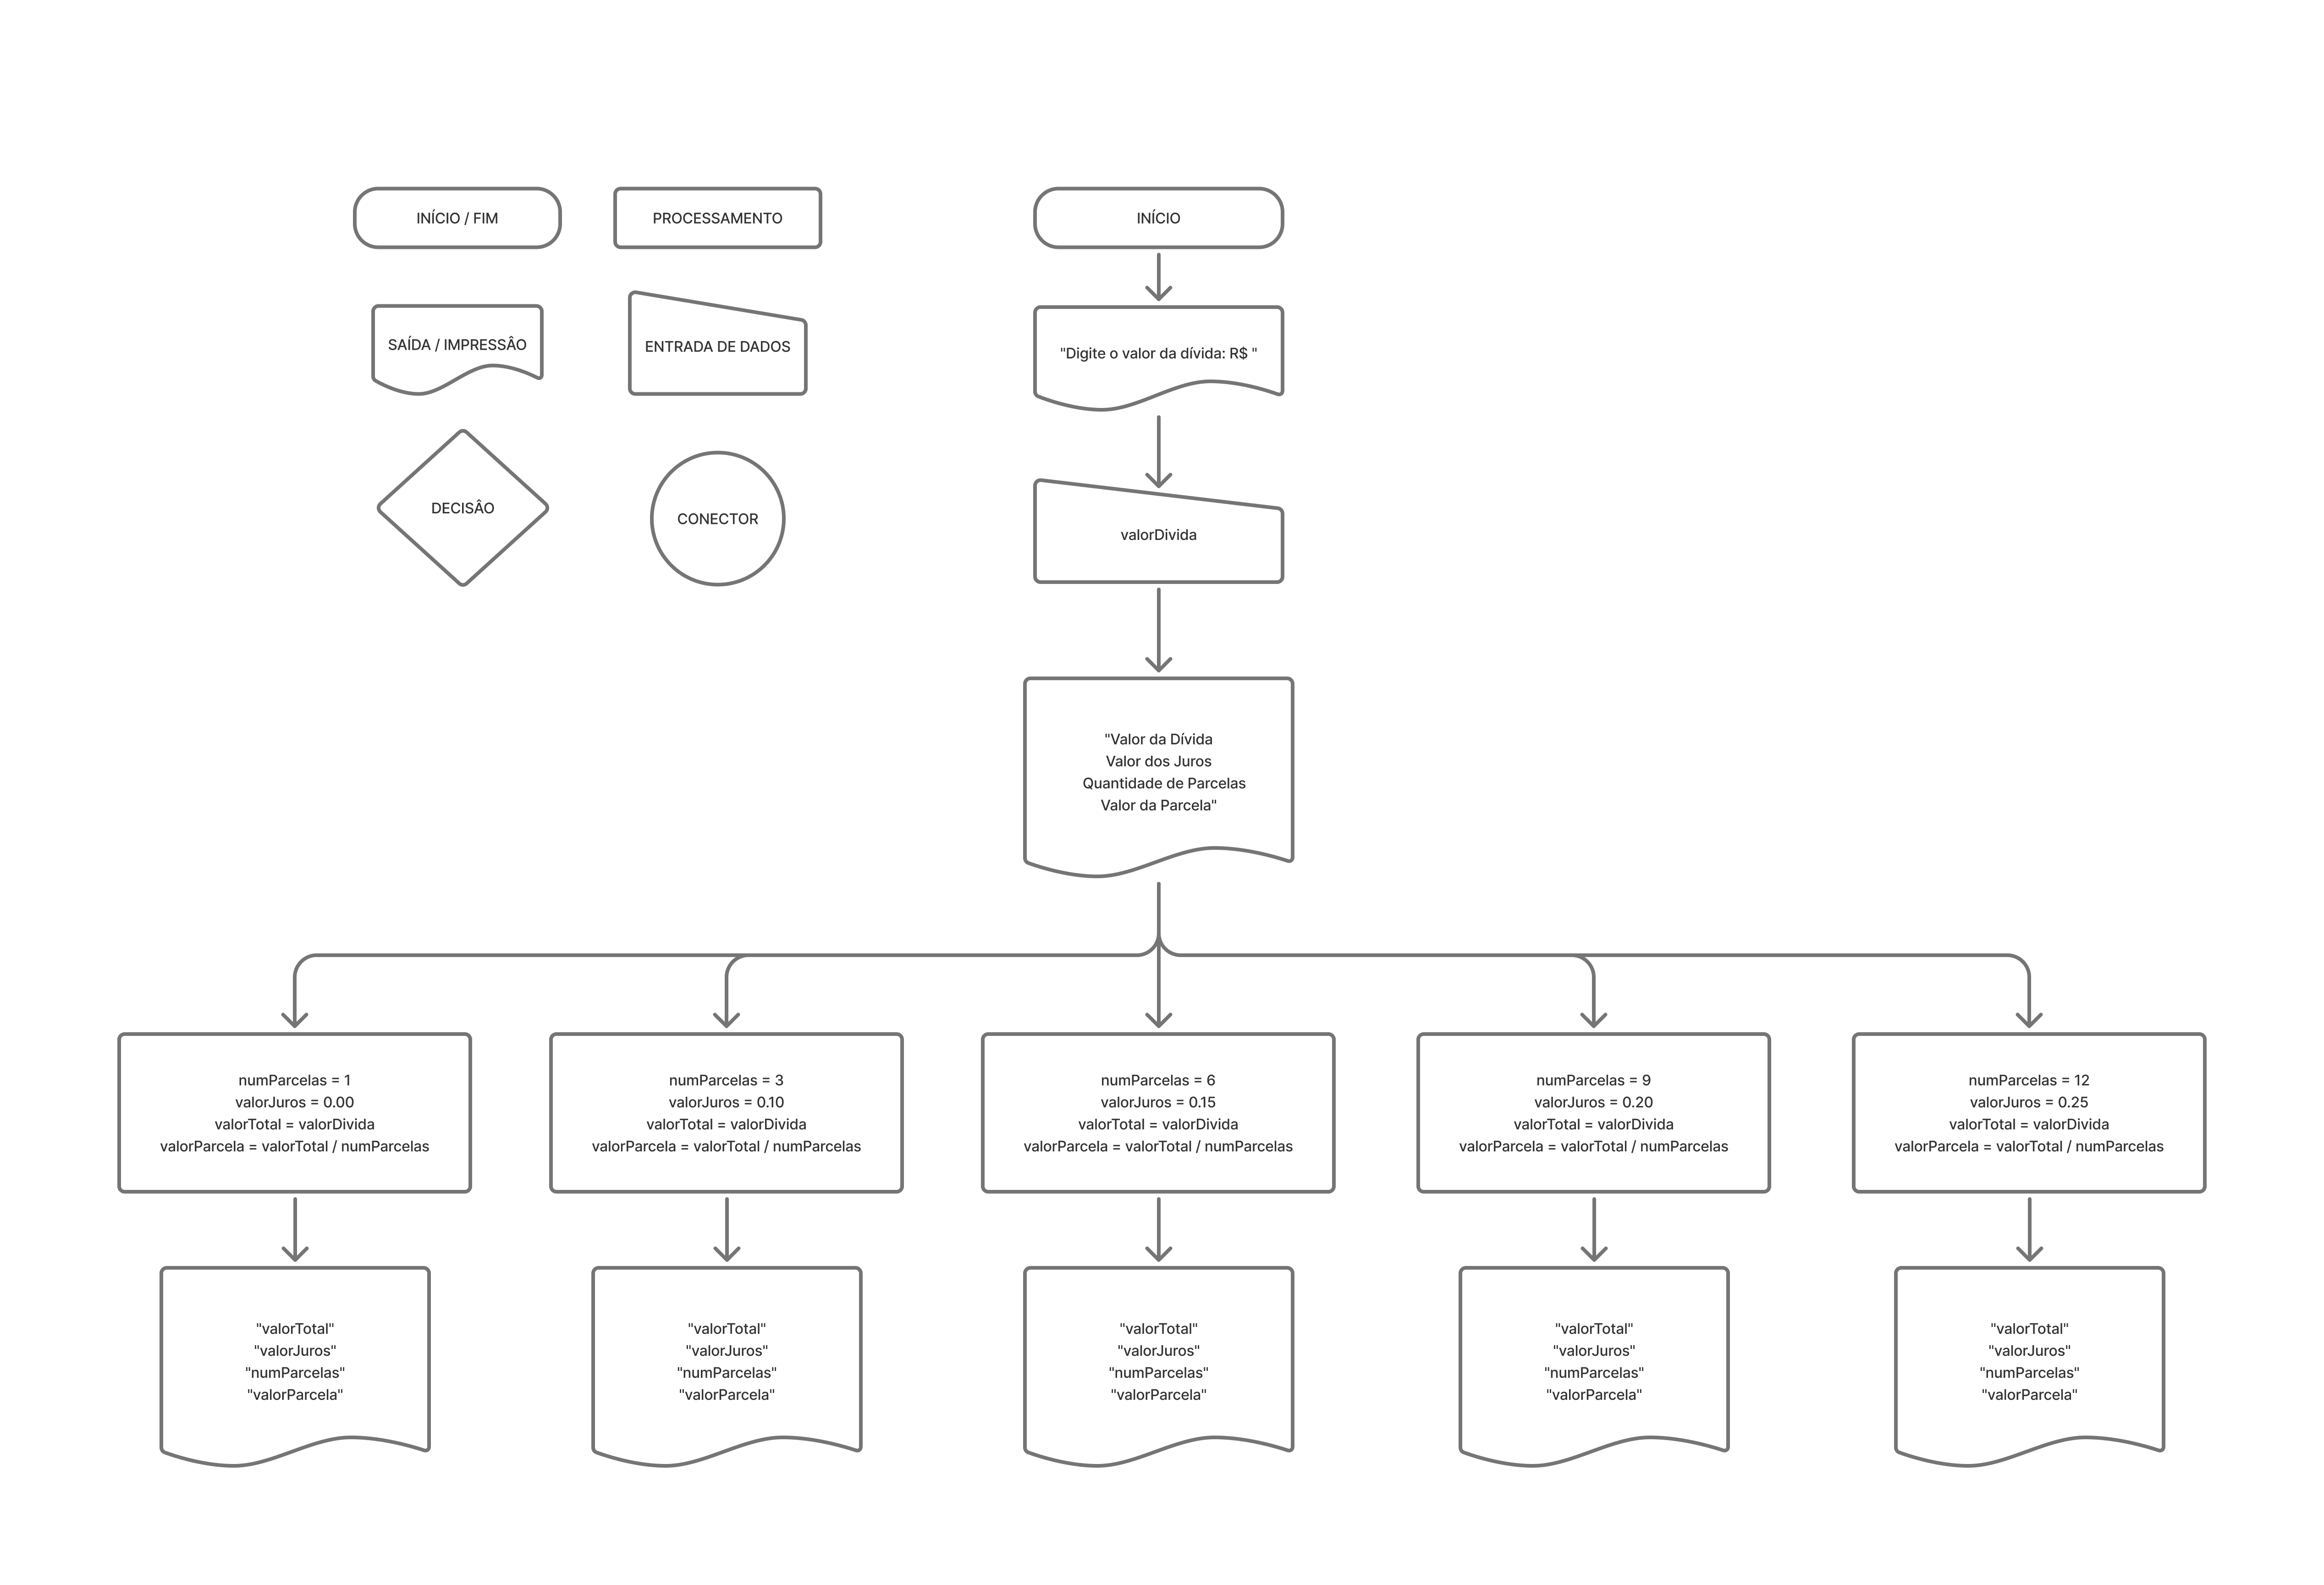 INÍCIO / FIM
PROCESSAMENTO
SAÍDA / IMPRESSÂO
ENTRADA DE DADOS
DECISÂO
CONECTOR
INÍCIO
"Digite o valor da dívida: R$ "
valorDivida
"Valor da Dívida
Valor dos Juros
Quantidade de Parcelas
Valor da Parcela"
numParcelas = 1
valorJuros = 0.00
valorTotal = valorDivida
valorParcela = valorTotal / numParcelas
numParcelas = 3
valorJuros = 0.10
valorTotal = valorDivida
valorParcela = valorTotal / numParcelas
numParcelas = 6
valorJuros = 0.15
valorTotal = valorDivida
valorParcela = valorTotal / numParcelas
numParcelas = 9
valorJuros = 0.20
valorTotal = valorDivida
valorParcela = valorTotal / numParcelas
numParcelas = 12
valorJuros = 0.25
valorTotal = valorDivida
valorParcela = valorTotal / numParcelas
"valorTotal"
"valorJuros"
"numParcelas"
"valorParcela"
"valorTotal"
"valorJuros"
"numParcelas"
"valorParcela"
"valorTotal"
"valorJuros"
"numParcelas"
"valorParcela"
"valorTotal"
"valorJuros"
"numParcelas"
"valorParcela"
"valorTotal"
"valorJuros"
"numParcelas"
"valorParcela"